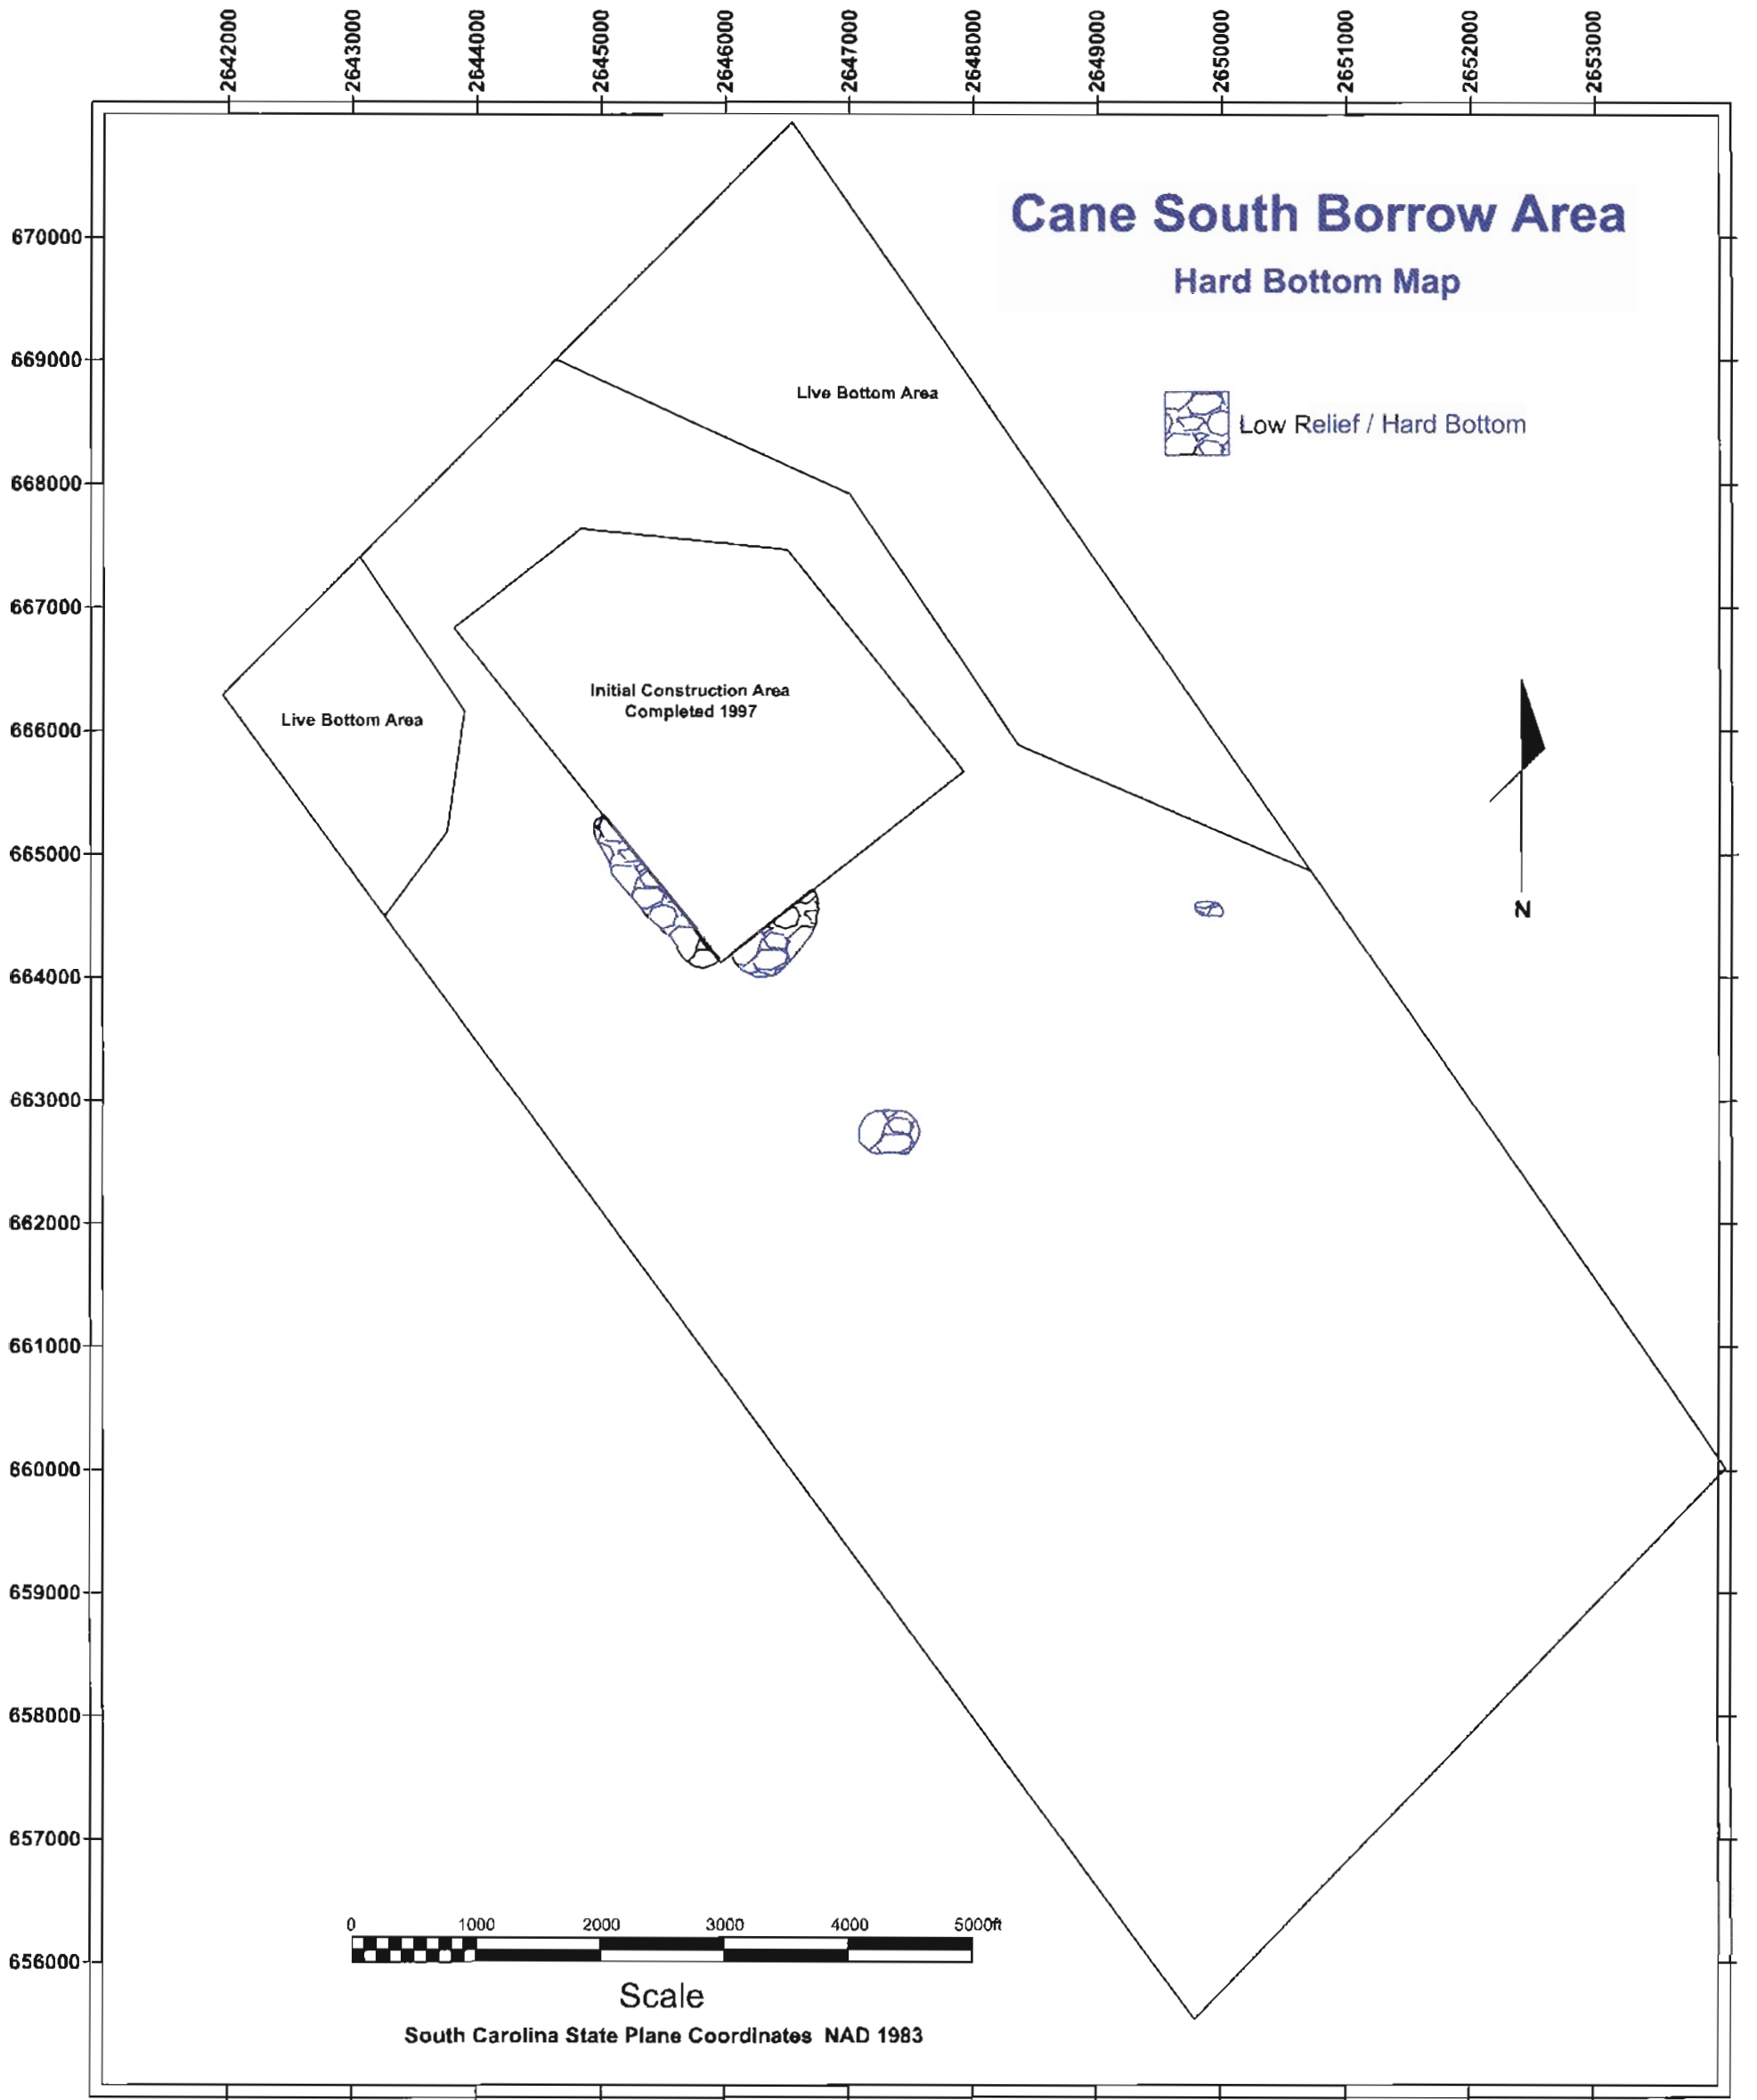 2642000 2643000 2644000 2645000 2646000 2647000 2648000 2649000 2650000 2651000 2652000 2653000
Cane South Borrow Area
Hard Bottom Map
670000
669000
Live Bottom Area
Low Relief / Hard Bottom
668000
667000
Initial Construction Area
Completed 1997
Live Bottom Area
666000
665000
N
664000
663000
662000
661000
660000
659000
658000
657000
0 1000 2000 3000 4000 5000ft
656000
Scale
South Carolina State Plane Coordinates NAD 1983